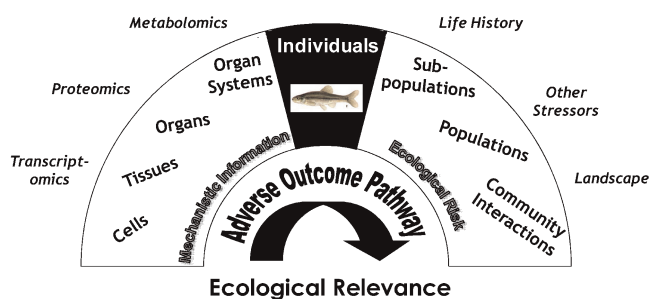 Metabolomics
Proteomics
Transcript-
omics
Life History
Other
Stressors
Landscape
Cells
Tissues
Organs
Organ
Systems
Individuals
Sub-
populations
Populations
Community
Interactions
Mechanistic Information
Ecological Risk
Adverse Outcome Pathway
Ecological Relevance